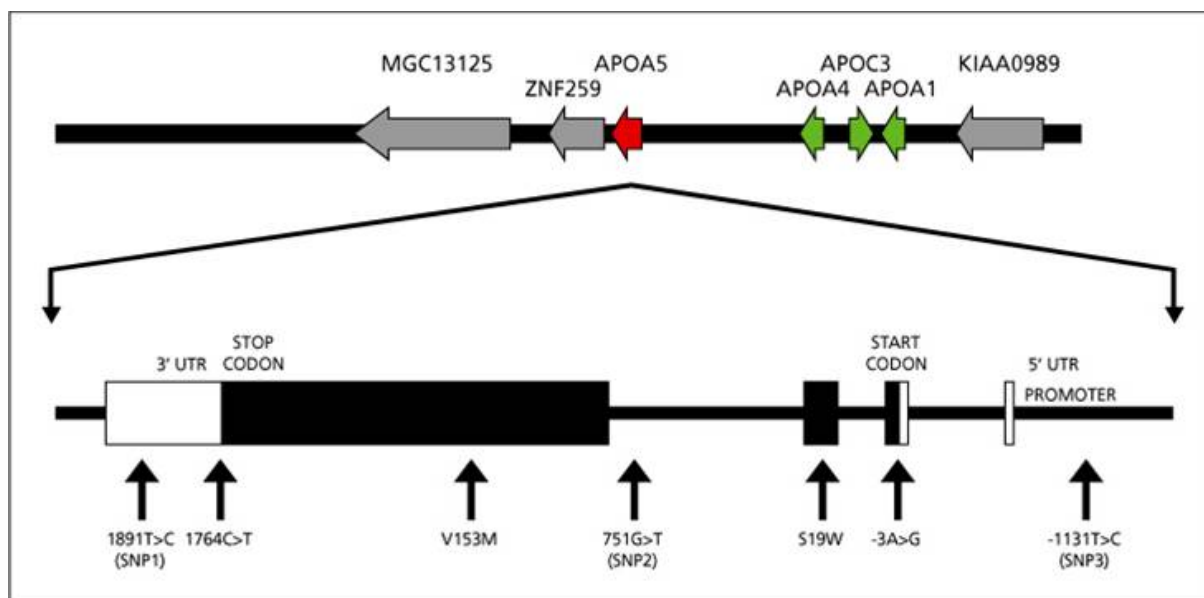 MGC13125
ZNF259
APOA5
APOC3
APOA4
APOA1
KIAA0989
3' UTR
STOP
CODON
START
CODON
5' UTR
PROMOTER
1891T>C
(SNP1)
1764C>T
V153M
751G>T
(SNP2)
S19W
-3A>G
-1131T>C
(SNP3)